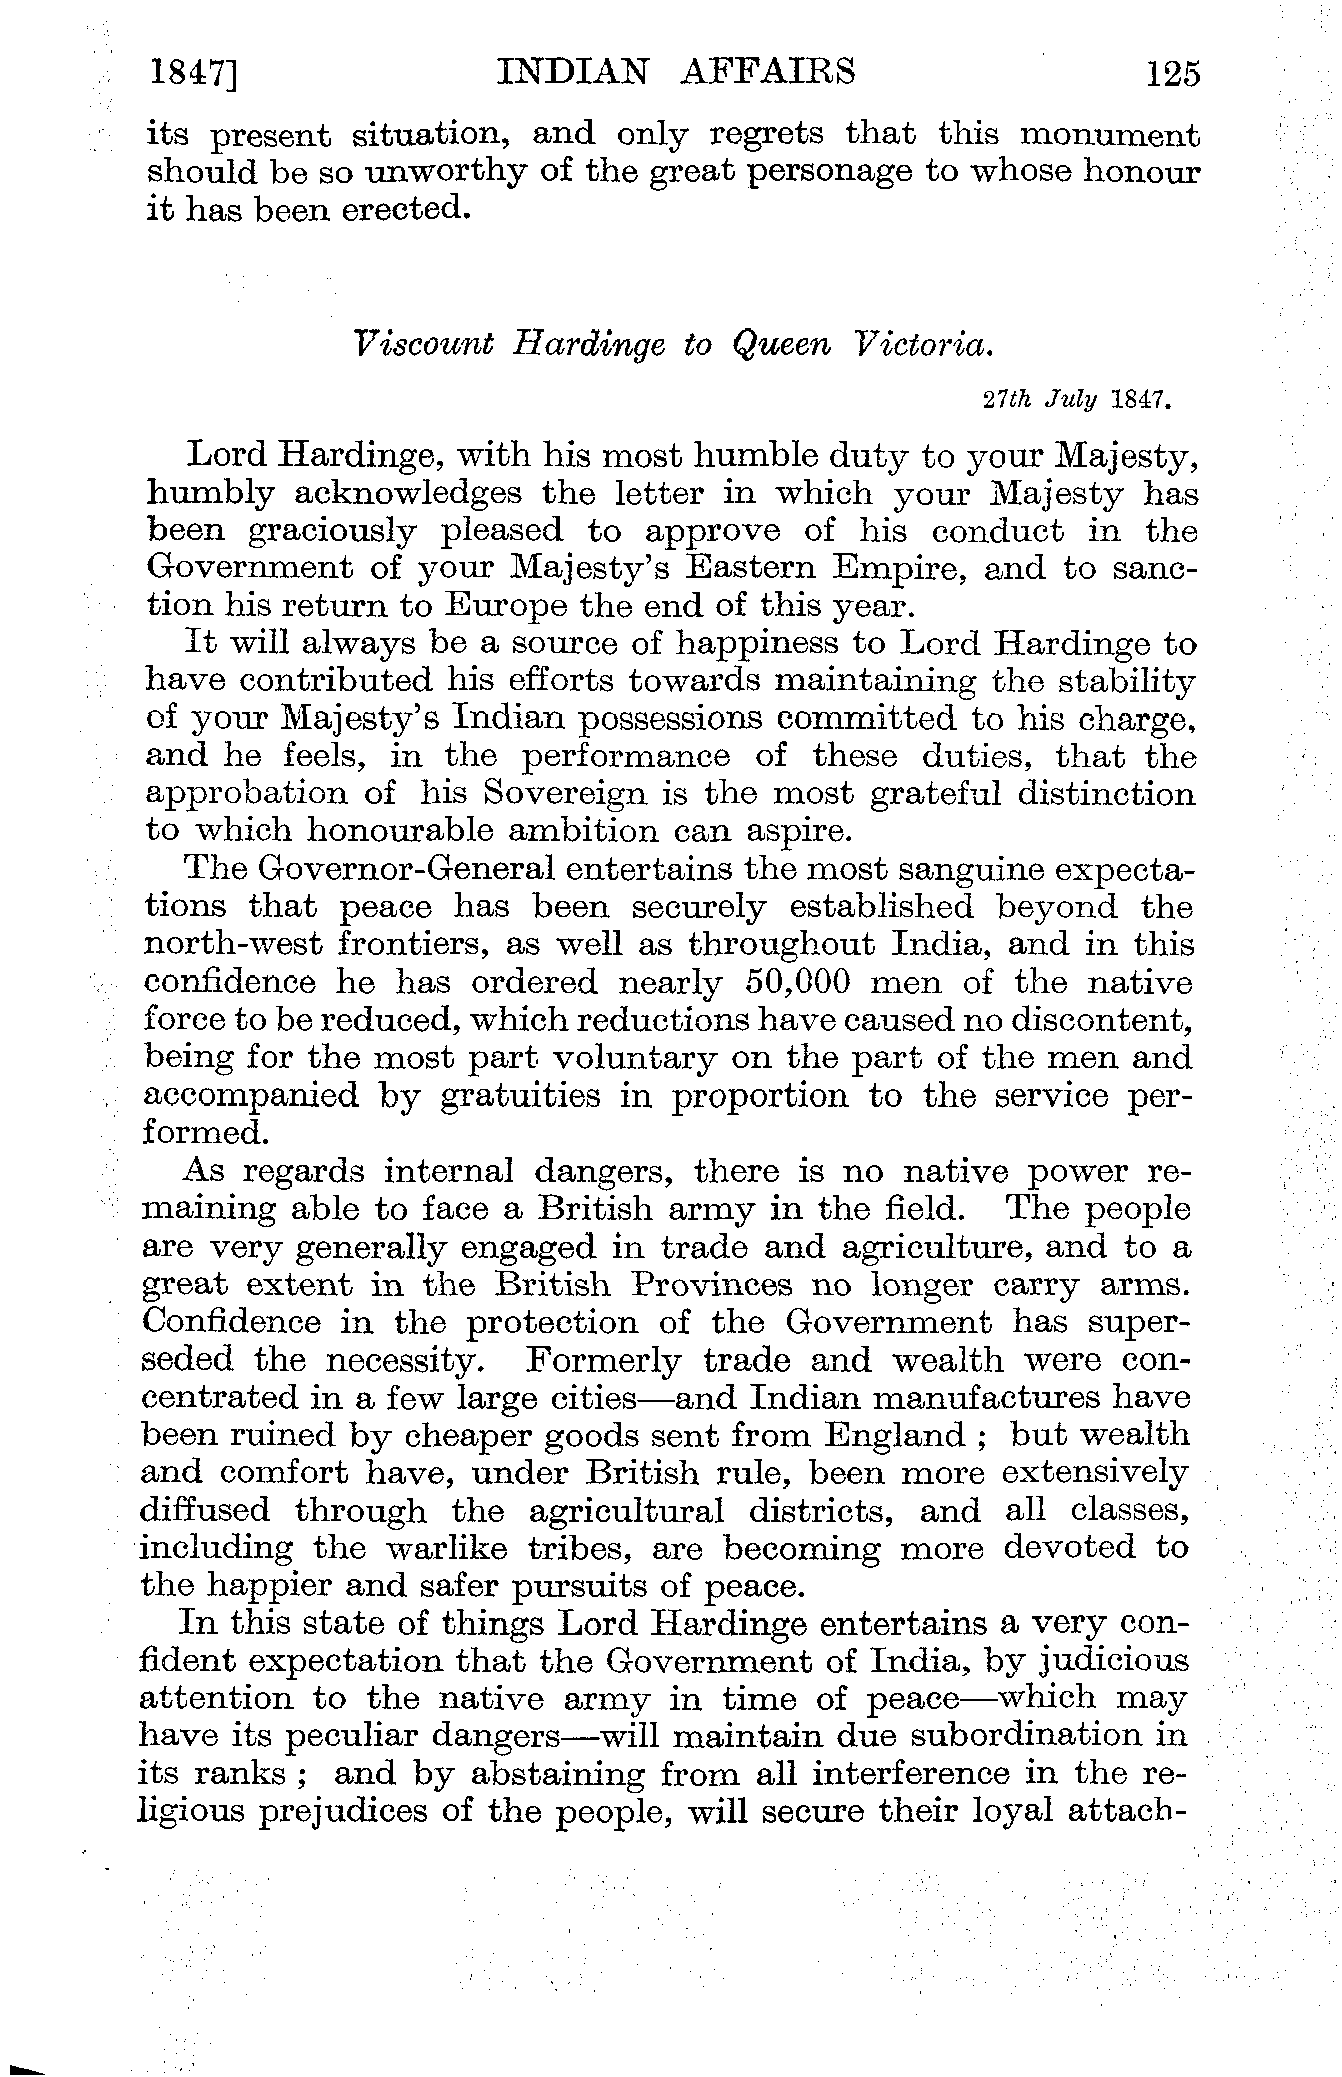 1847] INDIAN AFFAIRS 125
its present situation, and only regrets that this monument
should be so unworthy of the great personage to whose honour
it has been erected.
Viscount Hardinge to Queen Victoria.
27th July 1847.
Lord Hardinge, with his most humble duty to your Majesty,
humbly acknowledges the letter in which your Majesty has
been graciously pleased to approve of his conduct in the
Government of your Majesty's Eastern Empire, and to sanc-
tion his return to Europe the end of this year.
It will always be a source of happiness to Lord Hardinge to
have contributed his efforts towards maintaining the stability
of your Majesty's Indian possessions committed to his charge,
and he feels, in the performance of these duties, that the
approbation of his Sovereign is the most grateful distinction
to which honourable ambition can aspire.
The Governor-General entertains the most sanguine expecta-
tions that peace has been securely established beyond the
north-west frontiers, as well as throughout India, and in this
confidence he has ordered nearly 50,000 men of the native
force to be reduced, which reductions have caused no discontent,
being for the most part voluntary on the part of the men and
accompanied by gratuities in proportion to the service per-
formed.
As regards internal dangers, there is no native power re-
maining able to face a British army in the field. The people
are very generally engaged in trade and agriculture, and to a
great extent in the British Provinces no longer carry arms.
Confidence in the protection of the Government has super-
seded the necessity. Formerly trade and wealth were con-
centrated in a few large cities—and Indian manufactures have
been ruined by cheaper goods sent from England ; but wealth
and comfort have, under British rule, been more extensively
diffused through the agricultural districts, and all classes,
including the warlike tribes, are becoming more devoted to
the happier and safer pursuits of peace.
In this state of things Lord Hardinge entertains a very con-
fident expectation that the Government of India, by judicious
attention to the native army in time of peace—which may
have its peculiar dangers—will maintain due subordination in
its ranks ; and by abstaining from all interference in the re-
ligious prejudices of the people, will secure their loyal attach-